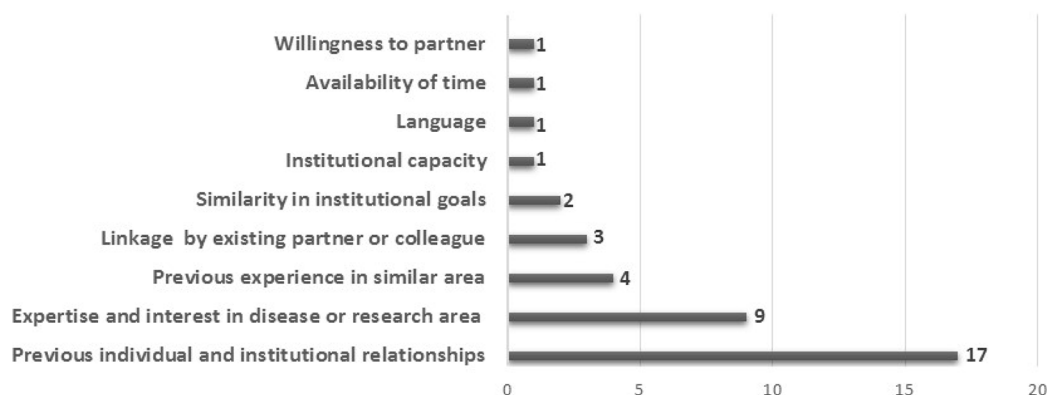 Willingness to partner 1
Availability of time 1
Language 1
Institutional capacity 1
Similarity in institutional goals 2
Linkage by existing partner or colleague 3
Previous experience in similar area 4
Expertise and interest in disease or research area 9
Previous individual and institutional relationships 17
0 5 10 15 20